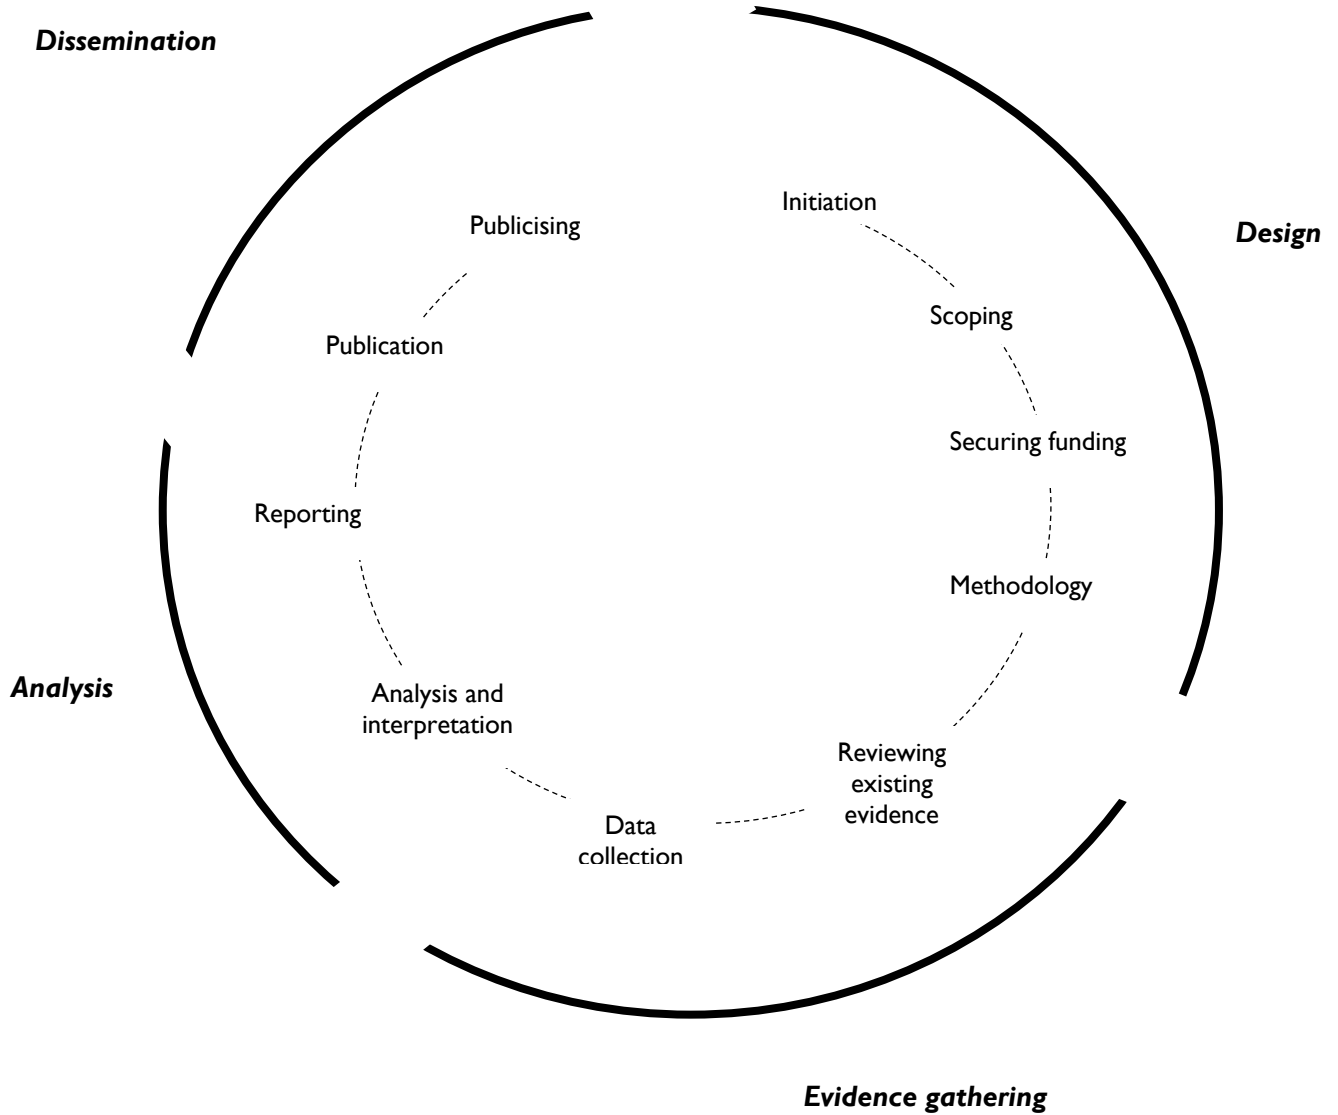 Dissemination
Initiation
Publicising
Design
Scoping
Publication
Securing funding
Reporting
Methodology
Analysis
Analysis and
interpretation
Reviewing
existing
evidence
Data
collection
Evidence gathering